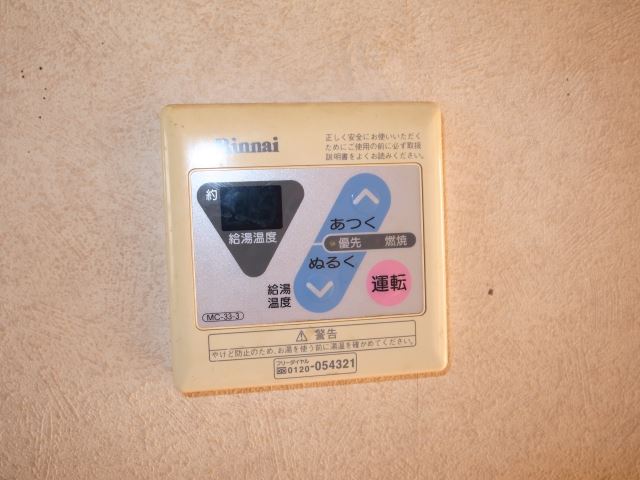 Rinnai
正しく安全にお使いいただく
ためにご使用の前に必ず取扱
説明書をよくお読みください。
約
給湯温度
あつく
優先 燃焼
ぬるく
給湯
温度
運転
MC-33-3
警告
やけど防止のため、お湯を使う前に湯温を確かめてください。
フリーダイヤル
0120-054321